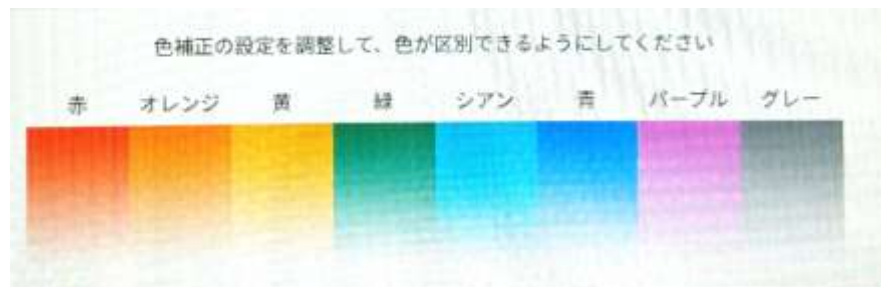 色補正の設定を調整して、色が区別できるようにしてください
赤 オレンジ 黄 緑 シアン 青 パープル グレー